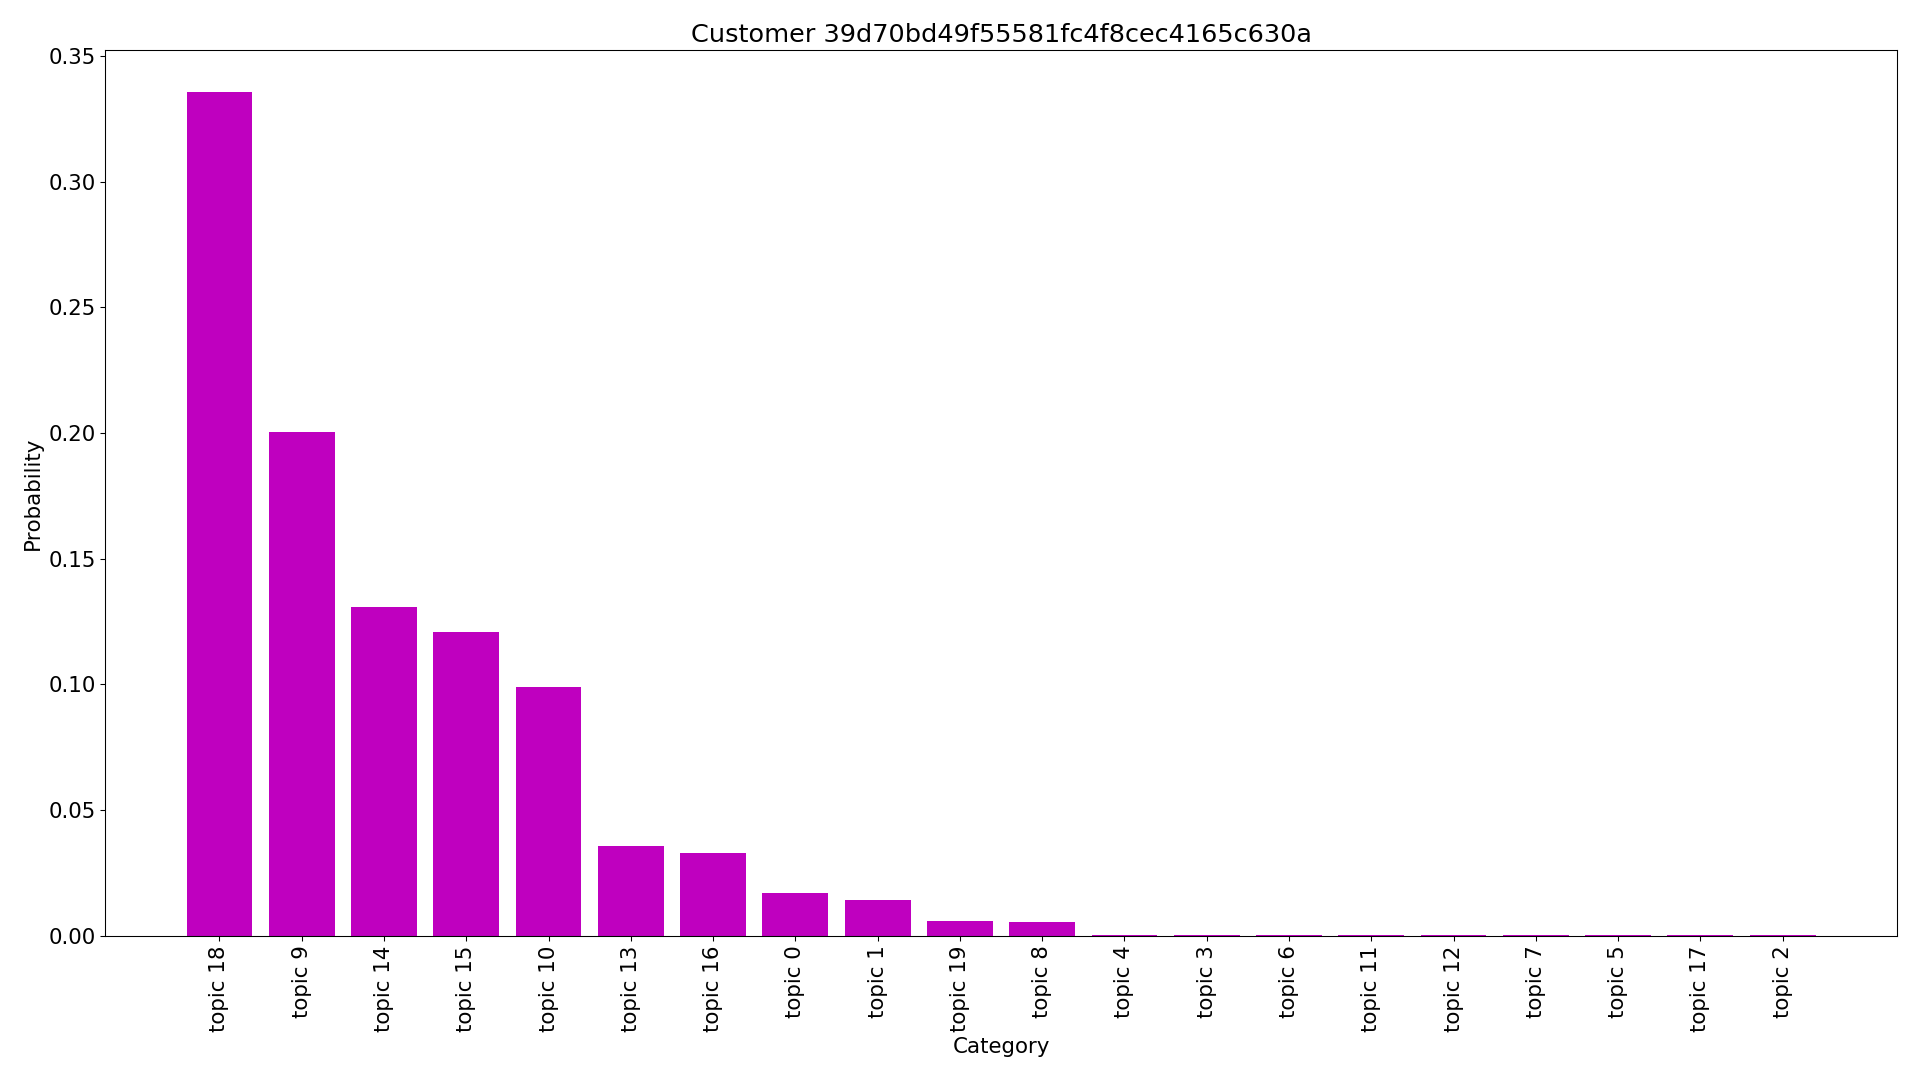 Customer 39d70bd49f55581fc4f8cec4165c630a
0.35
0.30
0.25
0.20
0.15
0.10
0.05
0.00
Probability
topic 18
topic 9
topic 14
topic 15
topic 10
topic 13
topic 16
topic 0
topic 1
topic 19
topic 8
topic 4
topic 3
topic 6
topic 11
topic 12
topic 7
topic 5
topic 17
topic 2
Category